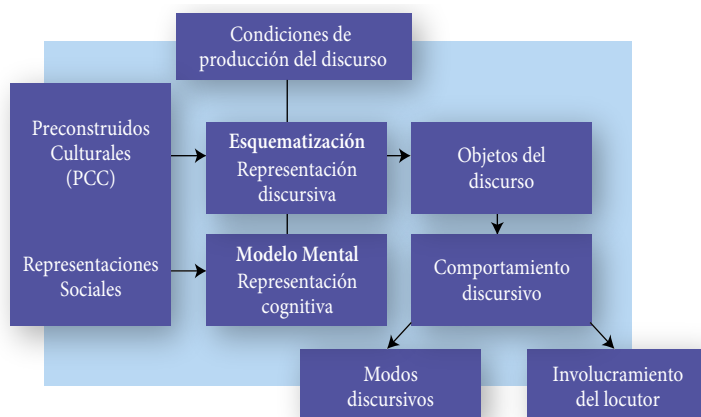 Condiciones de
producción del discurso
Preconstruidos
Culturales
(PCC)
Esquematización
Representación
discursiva
Objetos del
discurso
Representaciones
Sociales
Modelo Mental
Representación
cognitiva
Comportamiento
discursivo
Modos
discursivos
Involucramiento
del locutor